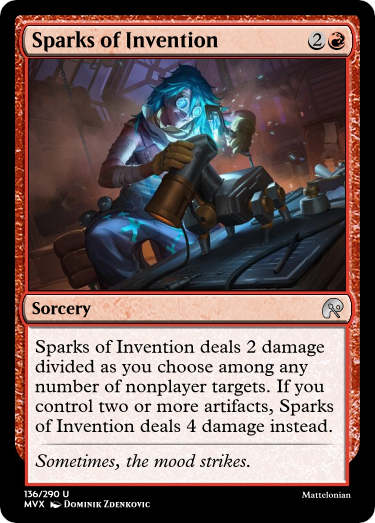 Sparks of Invention 2
Sorcery
Sparks of Invention deals 2 damage
divided as you choose among any
number of nonplayer targets. If you
control two or more artifacts, Sparks
of Invention deals 4 damage instead.
Sometimes, the mood strikes.
136/290 U
MVX Dominik Zdenkovic
Mattelonian